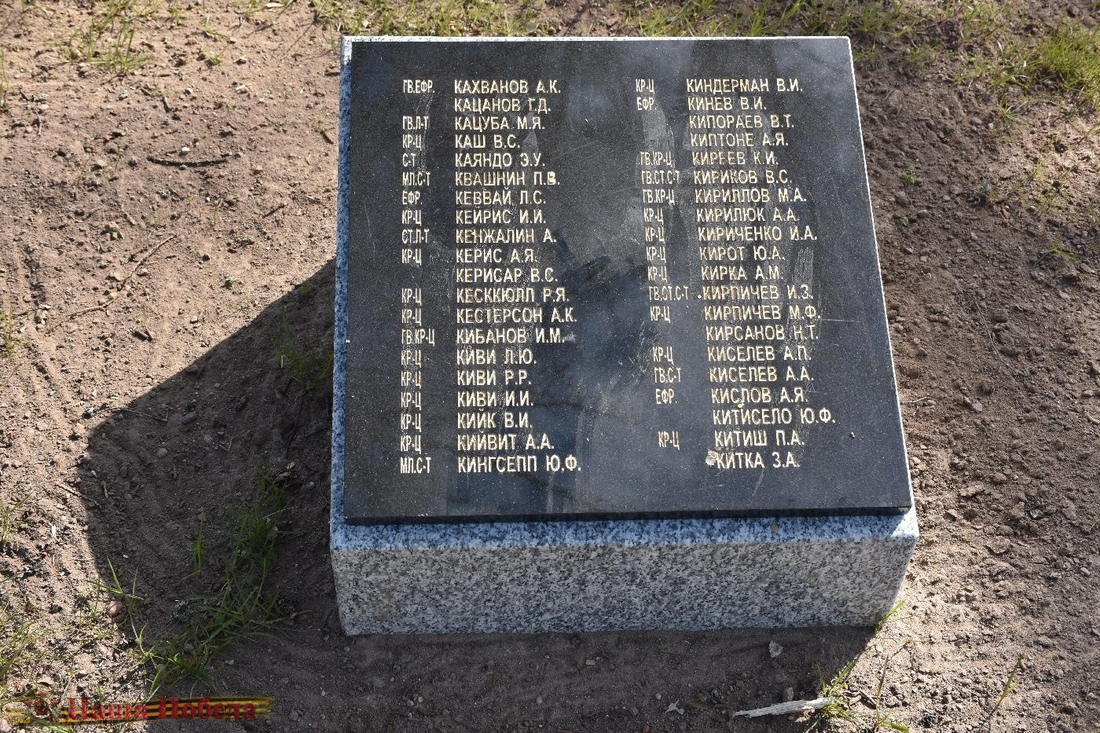 ГВ.ЕФР. КАХВАНОВ А.К.
КАЦАНОВ Г.Д.
ГВ.Л-Т КАЦУБА М.Я.
КР-Ц КАШ В.С.
С-Т КАЯНДО Э.У.
МЛ.С-Т КВАШНИН П.В.
ЕФР. КЕВВАЙ Л.С.
КР-Ц КЕИРИС И.И.
СТ.Л-Т КЕНЖАЛИН А.
КР-Ц КЕРИС А.Я.
КЕРИСАР В.С.
КР-Ц КЕСККЮЛЛ Р.Я.
КР-Ц КЕСТЕРСОН А.К.
ГВ.КР-Ц КИБАНОВ И.М.
КР-Ц КИВИ Л.Ю.
КР-Ц КИВИ Р.Р.
КР-Ц КИВИ И.И.
КР-Ц КИЙК В.И.
КР-Ц КИЙВИТ А.А.
МЛ.С-Т КИНГСЕПП Ю.Ф.
КР-Ц КИНДЕРМАН В.И.
ЕФР. КИНЕВ В.И.
КИПОРАЕВ В.Т.
КИПТОНЕ А.Я.
ГВ.КР-Ц КИРЕЕВ К.И.
ГВ.СТ.С-Т КИРИКОВ В.С.
ГВ.КР-Ц КИРИЛЛОВ М.А.
КР-Ц КИРИЛЮК А.А.
КР-Ц КИРИЧЕНКО И.А.
КР-Ц КИРОТ Ю.А.
КР-Ц КИРКА А.М.
ГВ.СТ.С-Т КИРПИЧЕВ И.З.
КР-Ц КИРПИЧЕВ М.Ф.
КИРСАНОВ Н.Т.
КР-Ц КИСЕЛЕВ А.П.
ГВ.С-Т КИСЕЛЕВ А.А.
ЕФР. КИСЛОВ А.Я.
КИТИСЕЛО Ю.Ф.
КР-Ц КИТИШ П.А.
КИТКА З.А.
Наша Победа